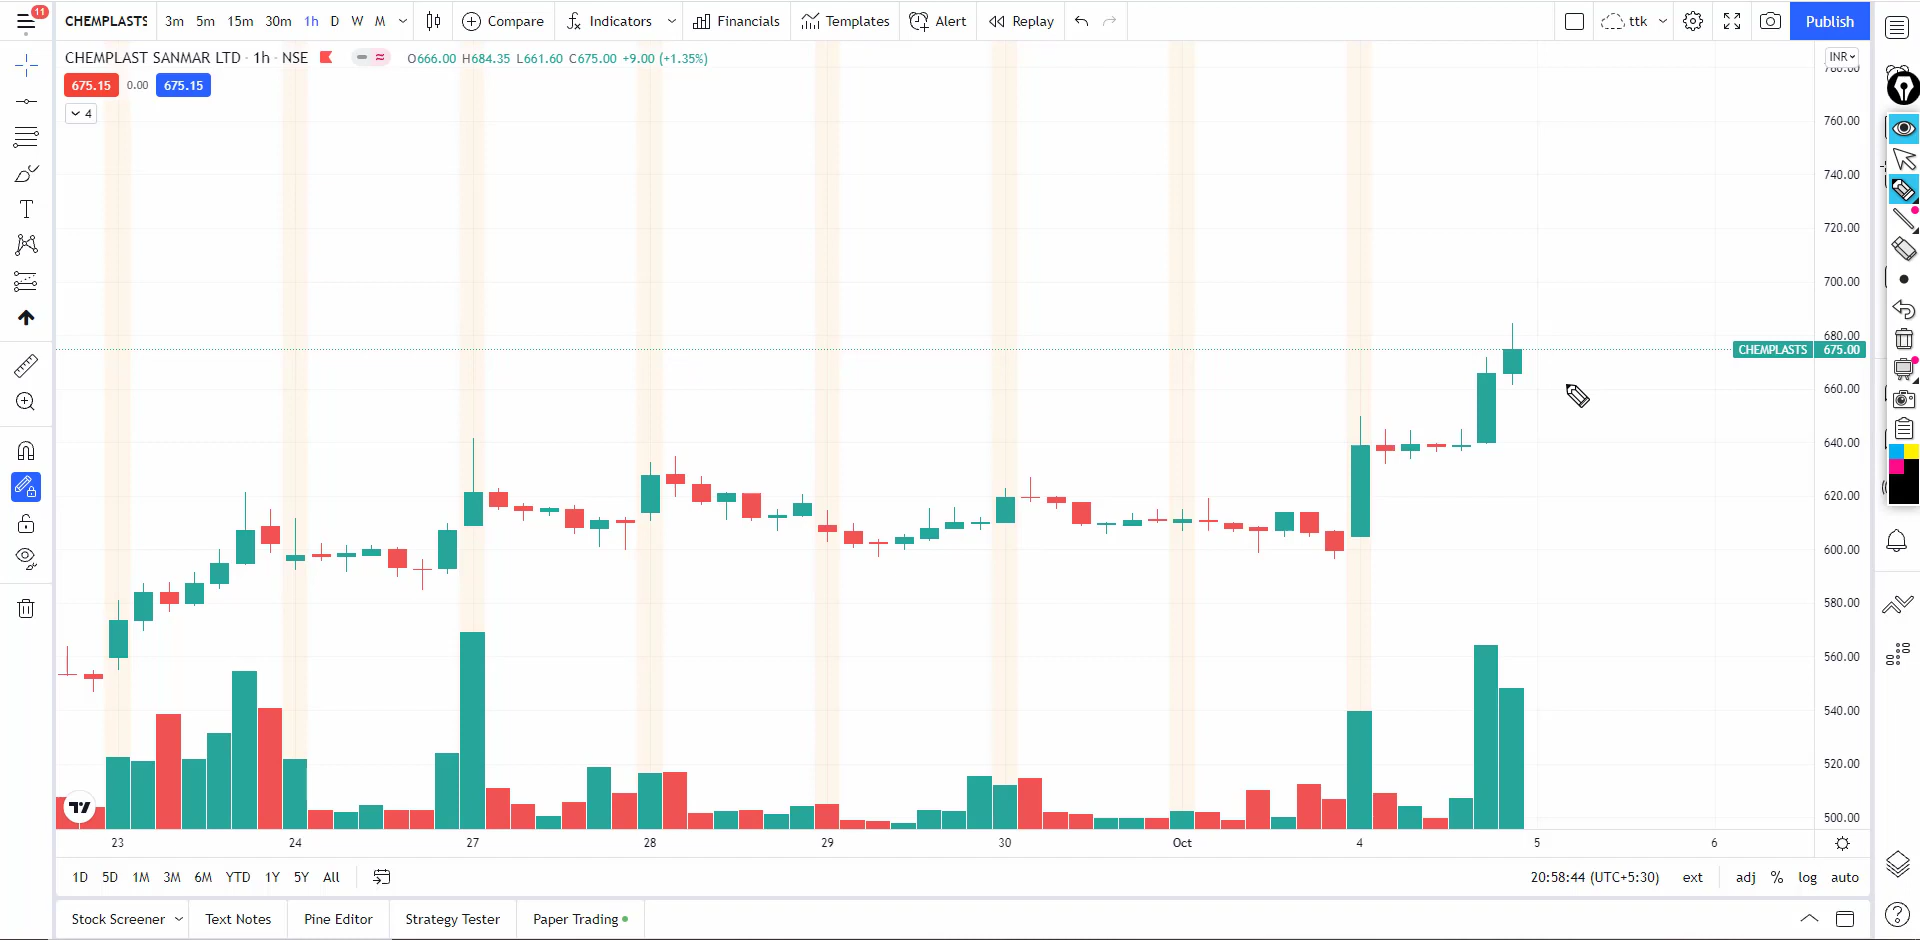 11
CHEMPLASTS 3m 5m 15m 30m 1h D W M Compare Indicators Financials Templates Alert Replay ttk Publish
CHEMPLAST SANMAR LTD · 1h · NSE O666.00 H684.35 L661.60 C675.00 +9.00 (+1.35%)
INR
675.15 0.00 675.15
4
760.00
740.00
720.00
700.00
680.00
CHEMPLASTS 675.00
660.00
640.00
620.00
600.00
580.00
560.00
540.00
520.00
500.00
23 24 27 28 29 30 Oct 4 5 6
1D 5D 1M 3M 6M YTD 1Y 5Y All 20:58:44 (UTC+5:30) ext adj % log auto
Stock Screener Text Notes Pine Editor Strategy Tester Paper Trading